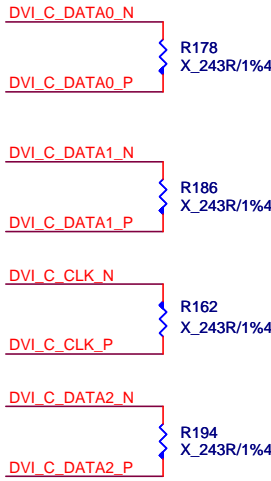 DVI_C_DATA0_N
R178
X_243R/1%4
DVI_C_DATA0_P
DVI_C_DATA1_N
R186
X_243R/1%4
DVI_C_DATA1_P
DVI_C_CLK_N
R162
X_243R/1%4
DVI_C_CLK_P
DVI_C_DATA2_N
R194
X_243R/1%4
DVI_C_DATA2_P